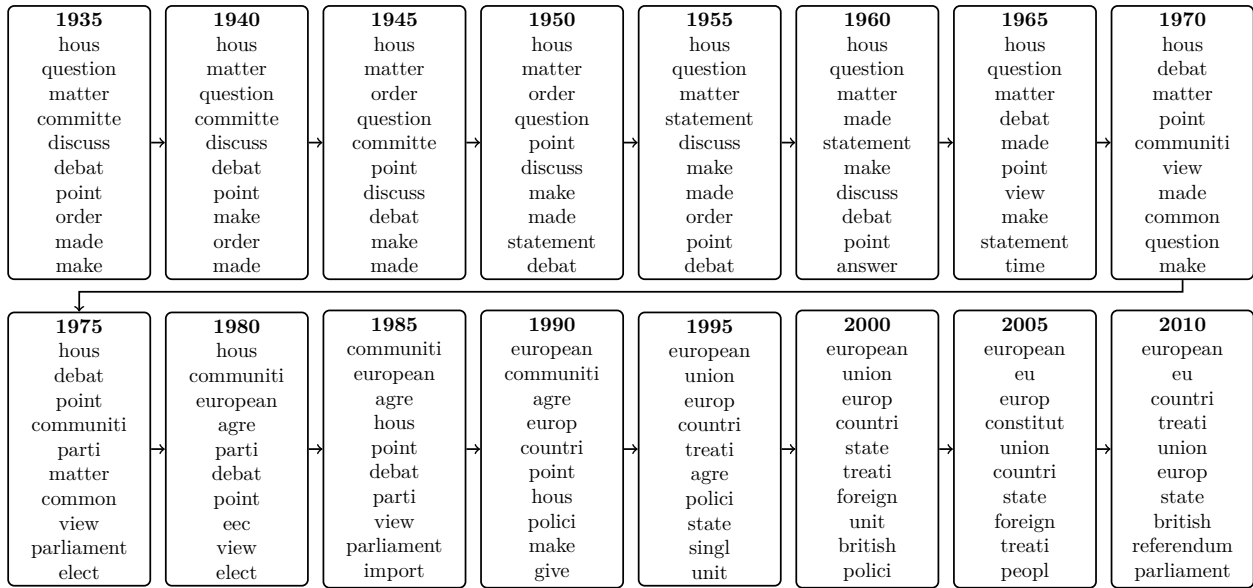 1935
hous
question
matter
committe
discuss
debat
point
order
made
make
1940
hous
matter
question
committe
discuss
debat
point
make
order
made
1945
hous
matter
order
question
committe
point
discuss
debat
make
made
1950
hous
matter
order
question
point
discuss
make
made
statement
debat
1955
hous
question
matter
statement
discuss
make
made
order
point
debat
1960
hous
question
matter
made
statement
make
discuss
debat
point
answer
1965
hous
question
matter
debat
made
point
view
make
statement
time
1970
hous
debat
matter
point
communiti
view
made
common
question
make
1975
hous
debat
point
communiti
parti
matter
common
view
parliament
elect
1980
hous
communiti
european
agre
parti
debat
point
eec
view
elect
1985
communiti
european
agre
hous
point
debat
parti
view
parliament
import
1990
european
communiti
agre
europ
countri
point
hous
polici
make
give
1995
european
union
europ
countri
treati
agre
polici
state
singl
unit
2000
european
union
europ
countri
state
treati
foreign
unit
british
polici
2005
european
eu
europ
constitut
union
countri
state
foreign
treati
peopl
2010
european
eu
countri
treati
union
europ
state
british
referendum
parliament